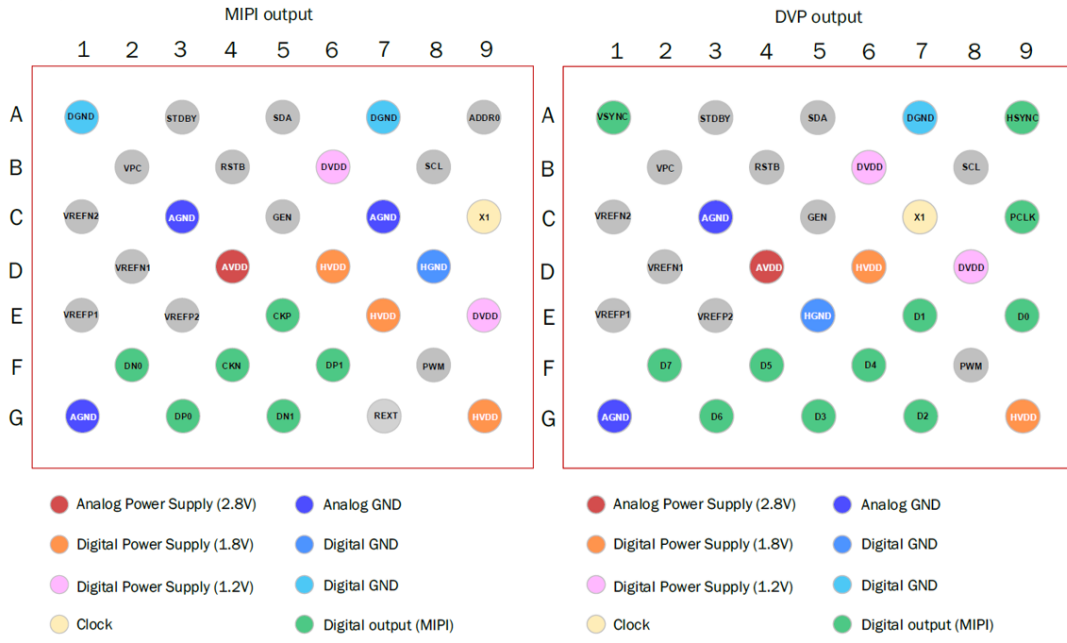 MIPI output DVP output
1 2 3 4 5 6 7 8 9 1 2 3 4 5 6 7 8 9
A DGND STDBY SDA DGND ADDR0 A VSYNC STDBY SDA DGND HSYNC
B VPC RSTB DVDD SCL B VPC RSTB DVDD SCL
C VREFN2 AGND GEN AGND X1 C VREFN2 AGND GEN X1 PCLK
D VREFN1 AVDD HVDD HGND D VREFN1 AVDD HVDD DVDD
E VREFP1 VREFP2 CKP HVDD DVDD E VREFP1 VREFP2 HGND D1 D0
F DN0 CKN DP1 PWM F D7 D5 D4 PWM
G AGND DP0 DN1 REXT HVDD G AGND D6 D3 D2 HVDD
Analog Power Supply (2.8V) Analog GND Analog Power Supply (2.8V) Analog GND
Digital Power Supply (1.8V) Digital GND Digital Power Supply (1.8V) Digital GND
Digital Power Supply (1.2V) Digital GND Digital Power Supply (1.2V) Digital GND
Clock Digital output (MIPI) Clock Digital output (MIPI)